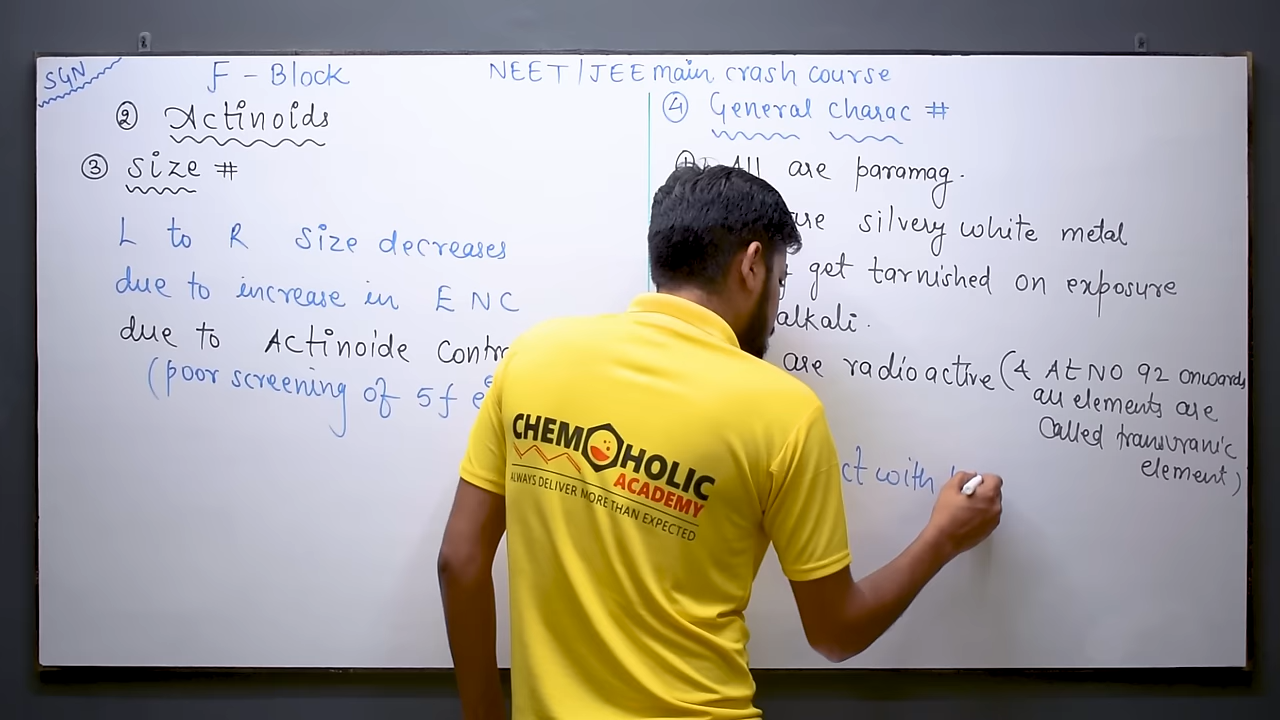 SGN
F - Block
NEET/JEE main crash course
② Actinoids
③ Size #
L to R Size decreases
due to increase in ENC
due to Actinoide
(poor screening of 5f
④ General charac #
All are paramag.
silvery white metal
get tarnished on exposure
alkali.
are radioactive (& At NO 92 onwards
all elements are
called transuranic
element)
with
CHEMOHOLIC
ACADEMY
ALWAYS DELIVER MORE THAN EXPECTED